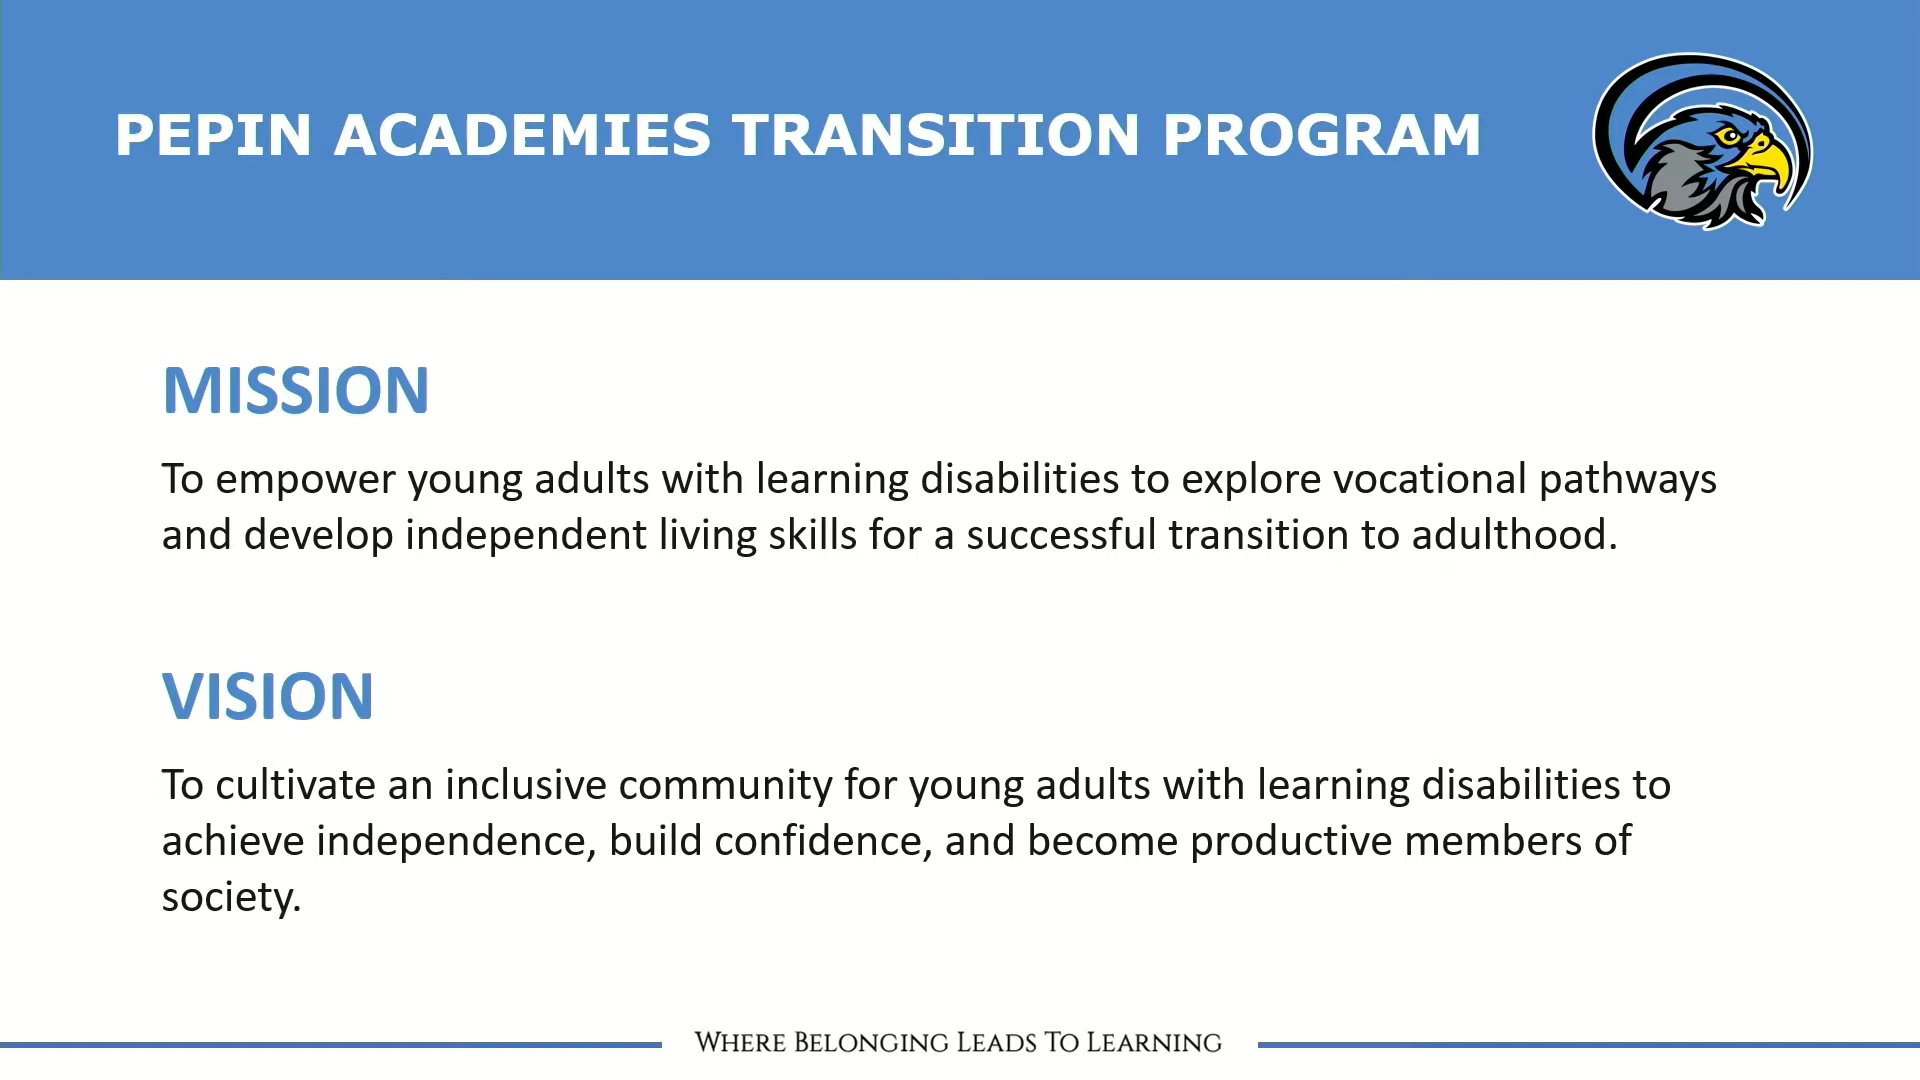 PEPIN ACADEMIES TRANSITION PROGRAM
MISSION
To empower young adults with learning disabilities to explore vocational pathways
and develop independent living skills for a successful transition to adulthood.
VISION
To cultivate an inclusive community for young adults with learning disabilities to
achieve independence, build confidence, and become productive members of
society.
Where Belonging Leads To Learning